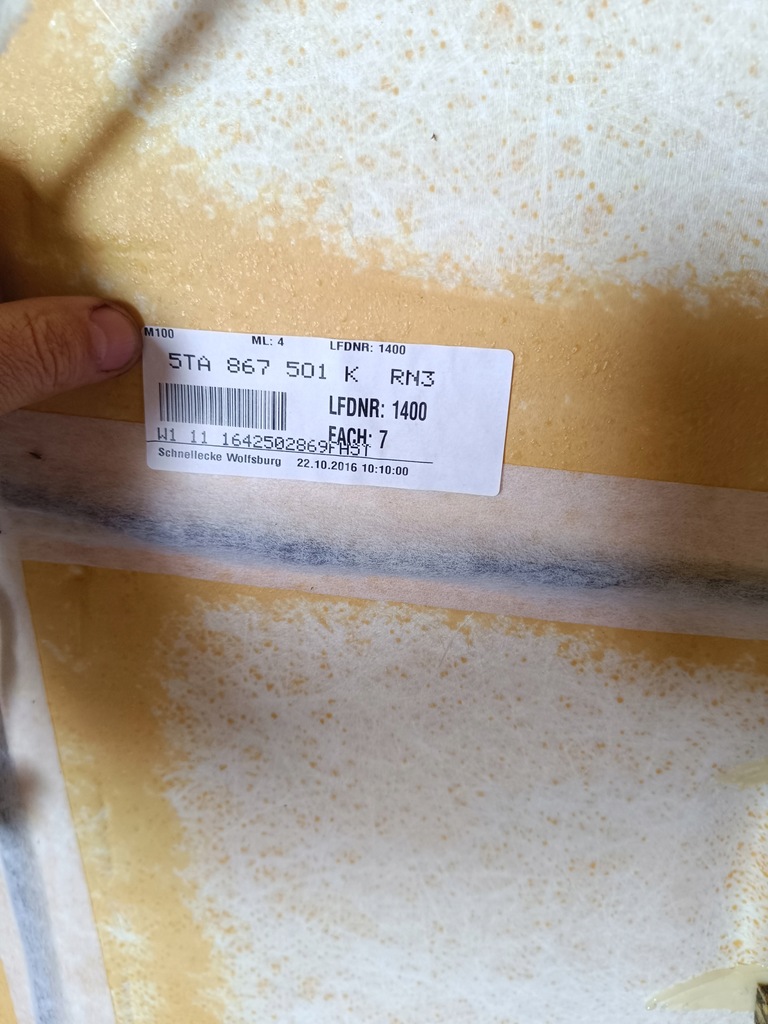 M100 ML: 4 LFDNR: 1400
5TA 867 501 K RN3
LFDNR: 1400
FACH: 7
W1 11 1642502869FHST
Schnellecke Wolfsburg 22.10.2016 10:10:00